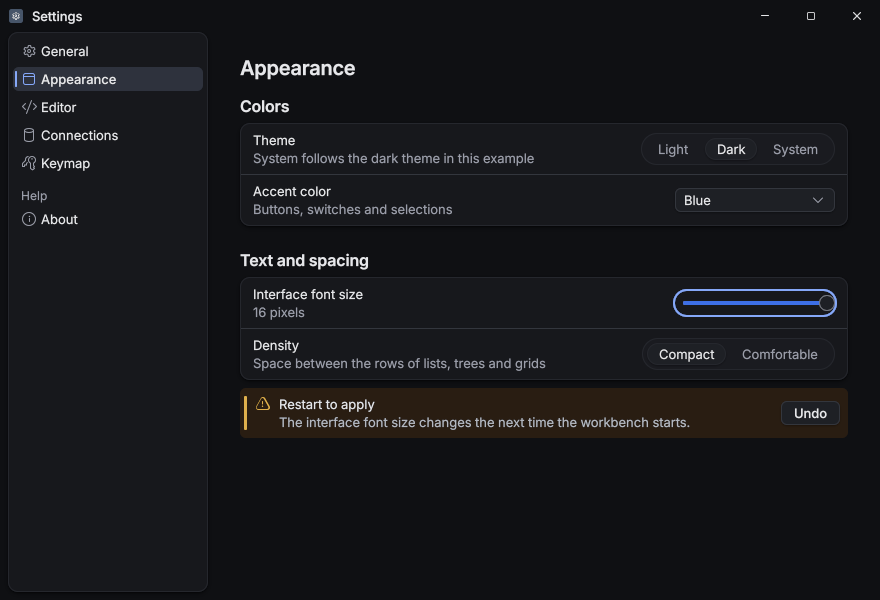 Settings
General
Appearance
Editor
Connections
Keymap
Help
About
Appearance
Colors
Theme
System follows the dark theme in this example
Light
Dark
System
Accent color
Buttons, switches and selections
Blue
Text and spacing
Interface font size
16 pixels
Density
Space between the rows of lists, trees and grids
Compact
Comfortable
Restart to apply
The interface font size changes the next time the workbench starts.
Undo